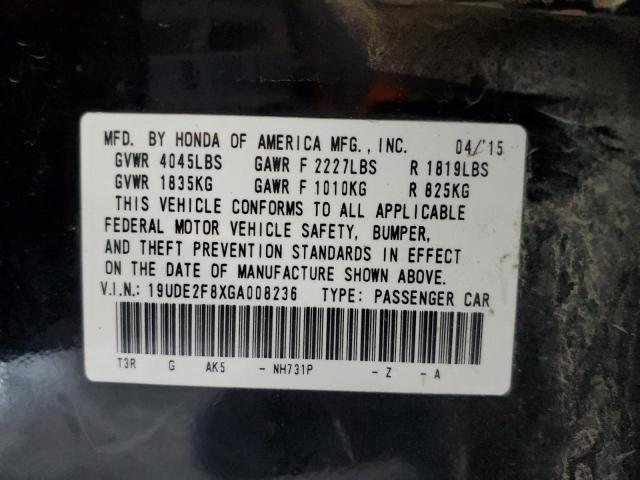 MFD. BY HONDA OF AMERICA MFG., INC. 04/'15
GVWR 4045LBS GAWR F 2227LBS R 1819LBS
GVWR 1835KG GAWR F 1010KG R 825KG
THIS VEHICLE CONFORMS TO ALL APPLICABLE
FEDERAL MOTOR VEHICLE SAFETY, BUMPER,
AND THEFT PREVENTION STANDARDS IN EFFECT
ON THE DATE OF MANUFACTURE SHOWN ABOVE.
V.I.N.: 19UDE2F8XGA008236 TYPE: PASSENGER CAR
T3R G AK5 - NH731P - Z - A